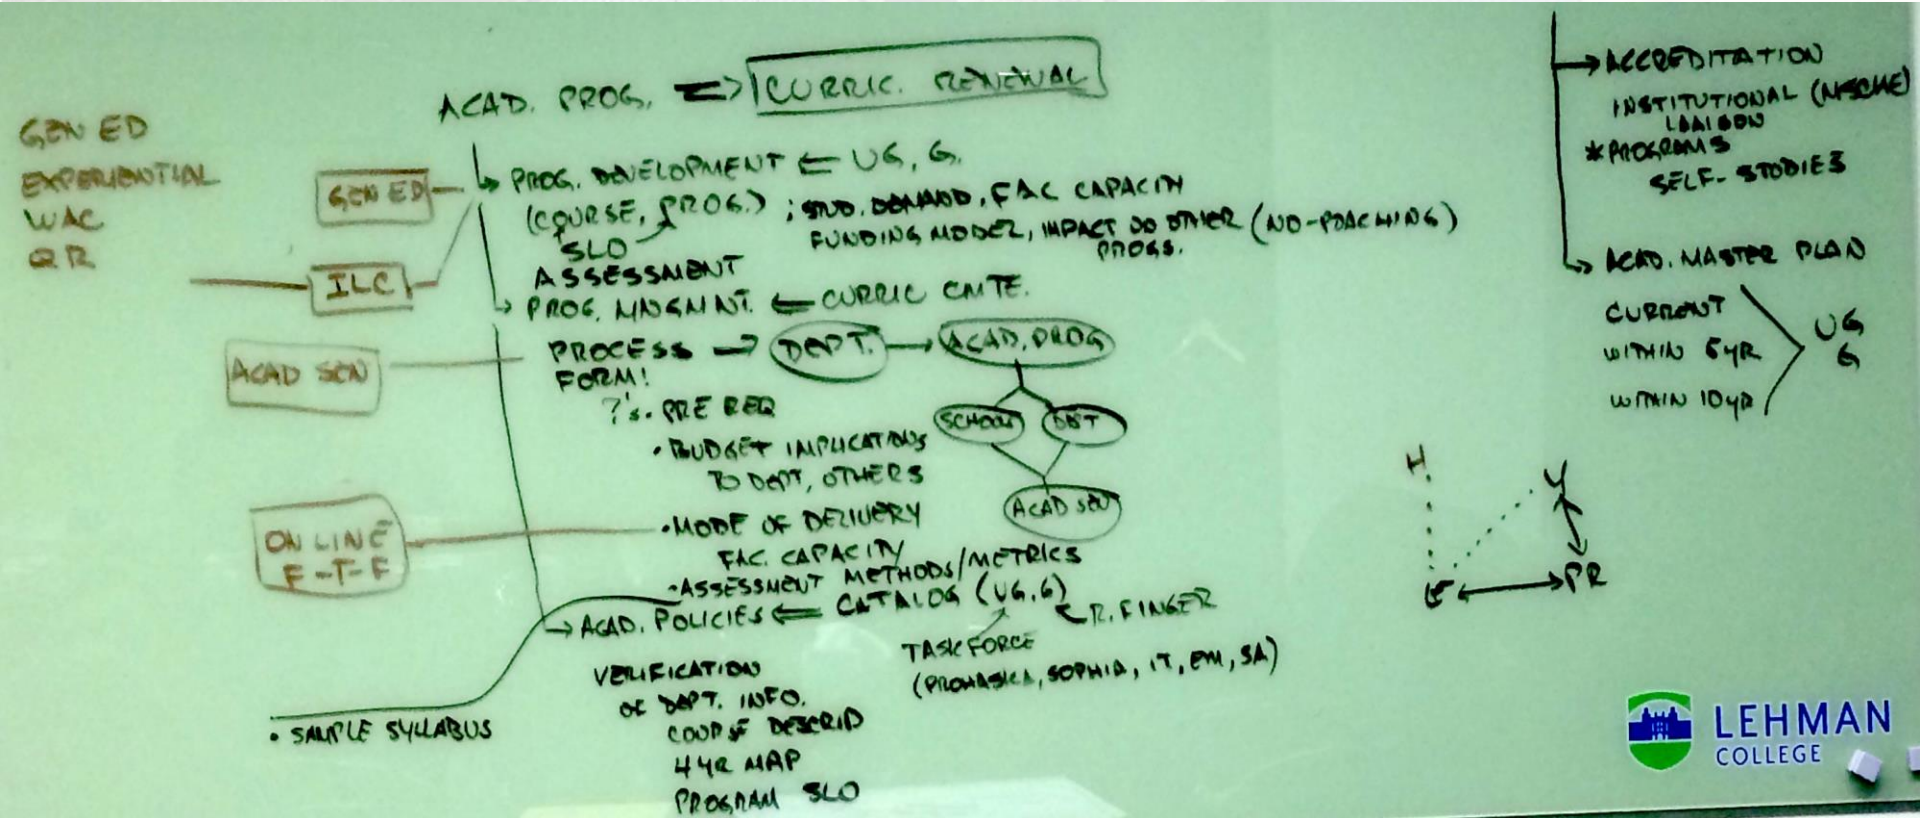 ACAD. PROG. ⇒ CURRIC. RENEWAL
GEN ED
EXPERIENTIAL
WAC
QR
GEN ED
ILC
ACAD SEN
ON LINE
F-T-F
PROG. DEVELOPMENT ⇐ UG, G.
(COURSE, PROG.) ; STUD. DEMAND, FAC CAPACITY
SLO
FUNDING MODEL, IMPACT ON OTHER (NO-POACHING)
PROGS.
ASSESSMENT
PROG. MNGMNT. ⇐ CURRIC CMTE.
PROCESS → DEPT. → ACAD. PROG
FORM!
SCHOOL DEPT
ACAD SEN
?'s. PRE REQ
• BUDGET IMPLICATIONS
TO DEPT, OTHERS
• MODE OF DELIVERY
FAC. CAPACITY
• ASSESSMENT METHODS/METRICS
→ ACAD. POLICIES ⇐ CATALOG (UG, G)
R. FINGER
TASK FORCE
(PROHASKA, SOPHIA, IT, EM, SA)
VERIFICATION
OF DEPT. INFO.
COURSE DESCRIP
4 YR MAP
PROGRAM SLO
• SAMPLE SYLLABUS
→ ACCREDITATION
INSTITUTIONAL (MSCHE)
LIAISON
* PROGRAMS
SELF-STUDIES
→ ACAD. MASTER PLAN
CURRENT
WITHIN 5 YR
WITHIN 10 YR
UG
G
H
Y
PR
LEHMAN
COLLEGE